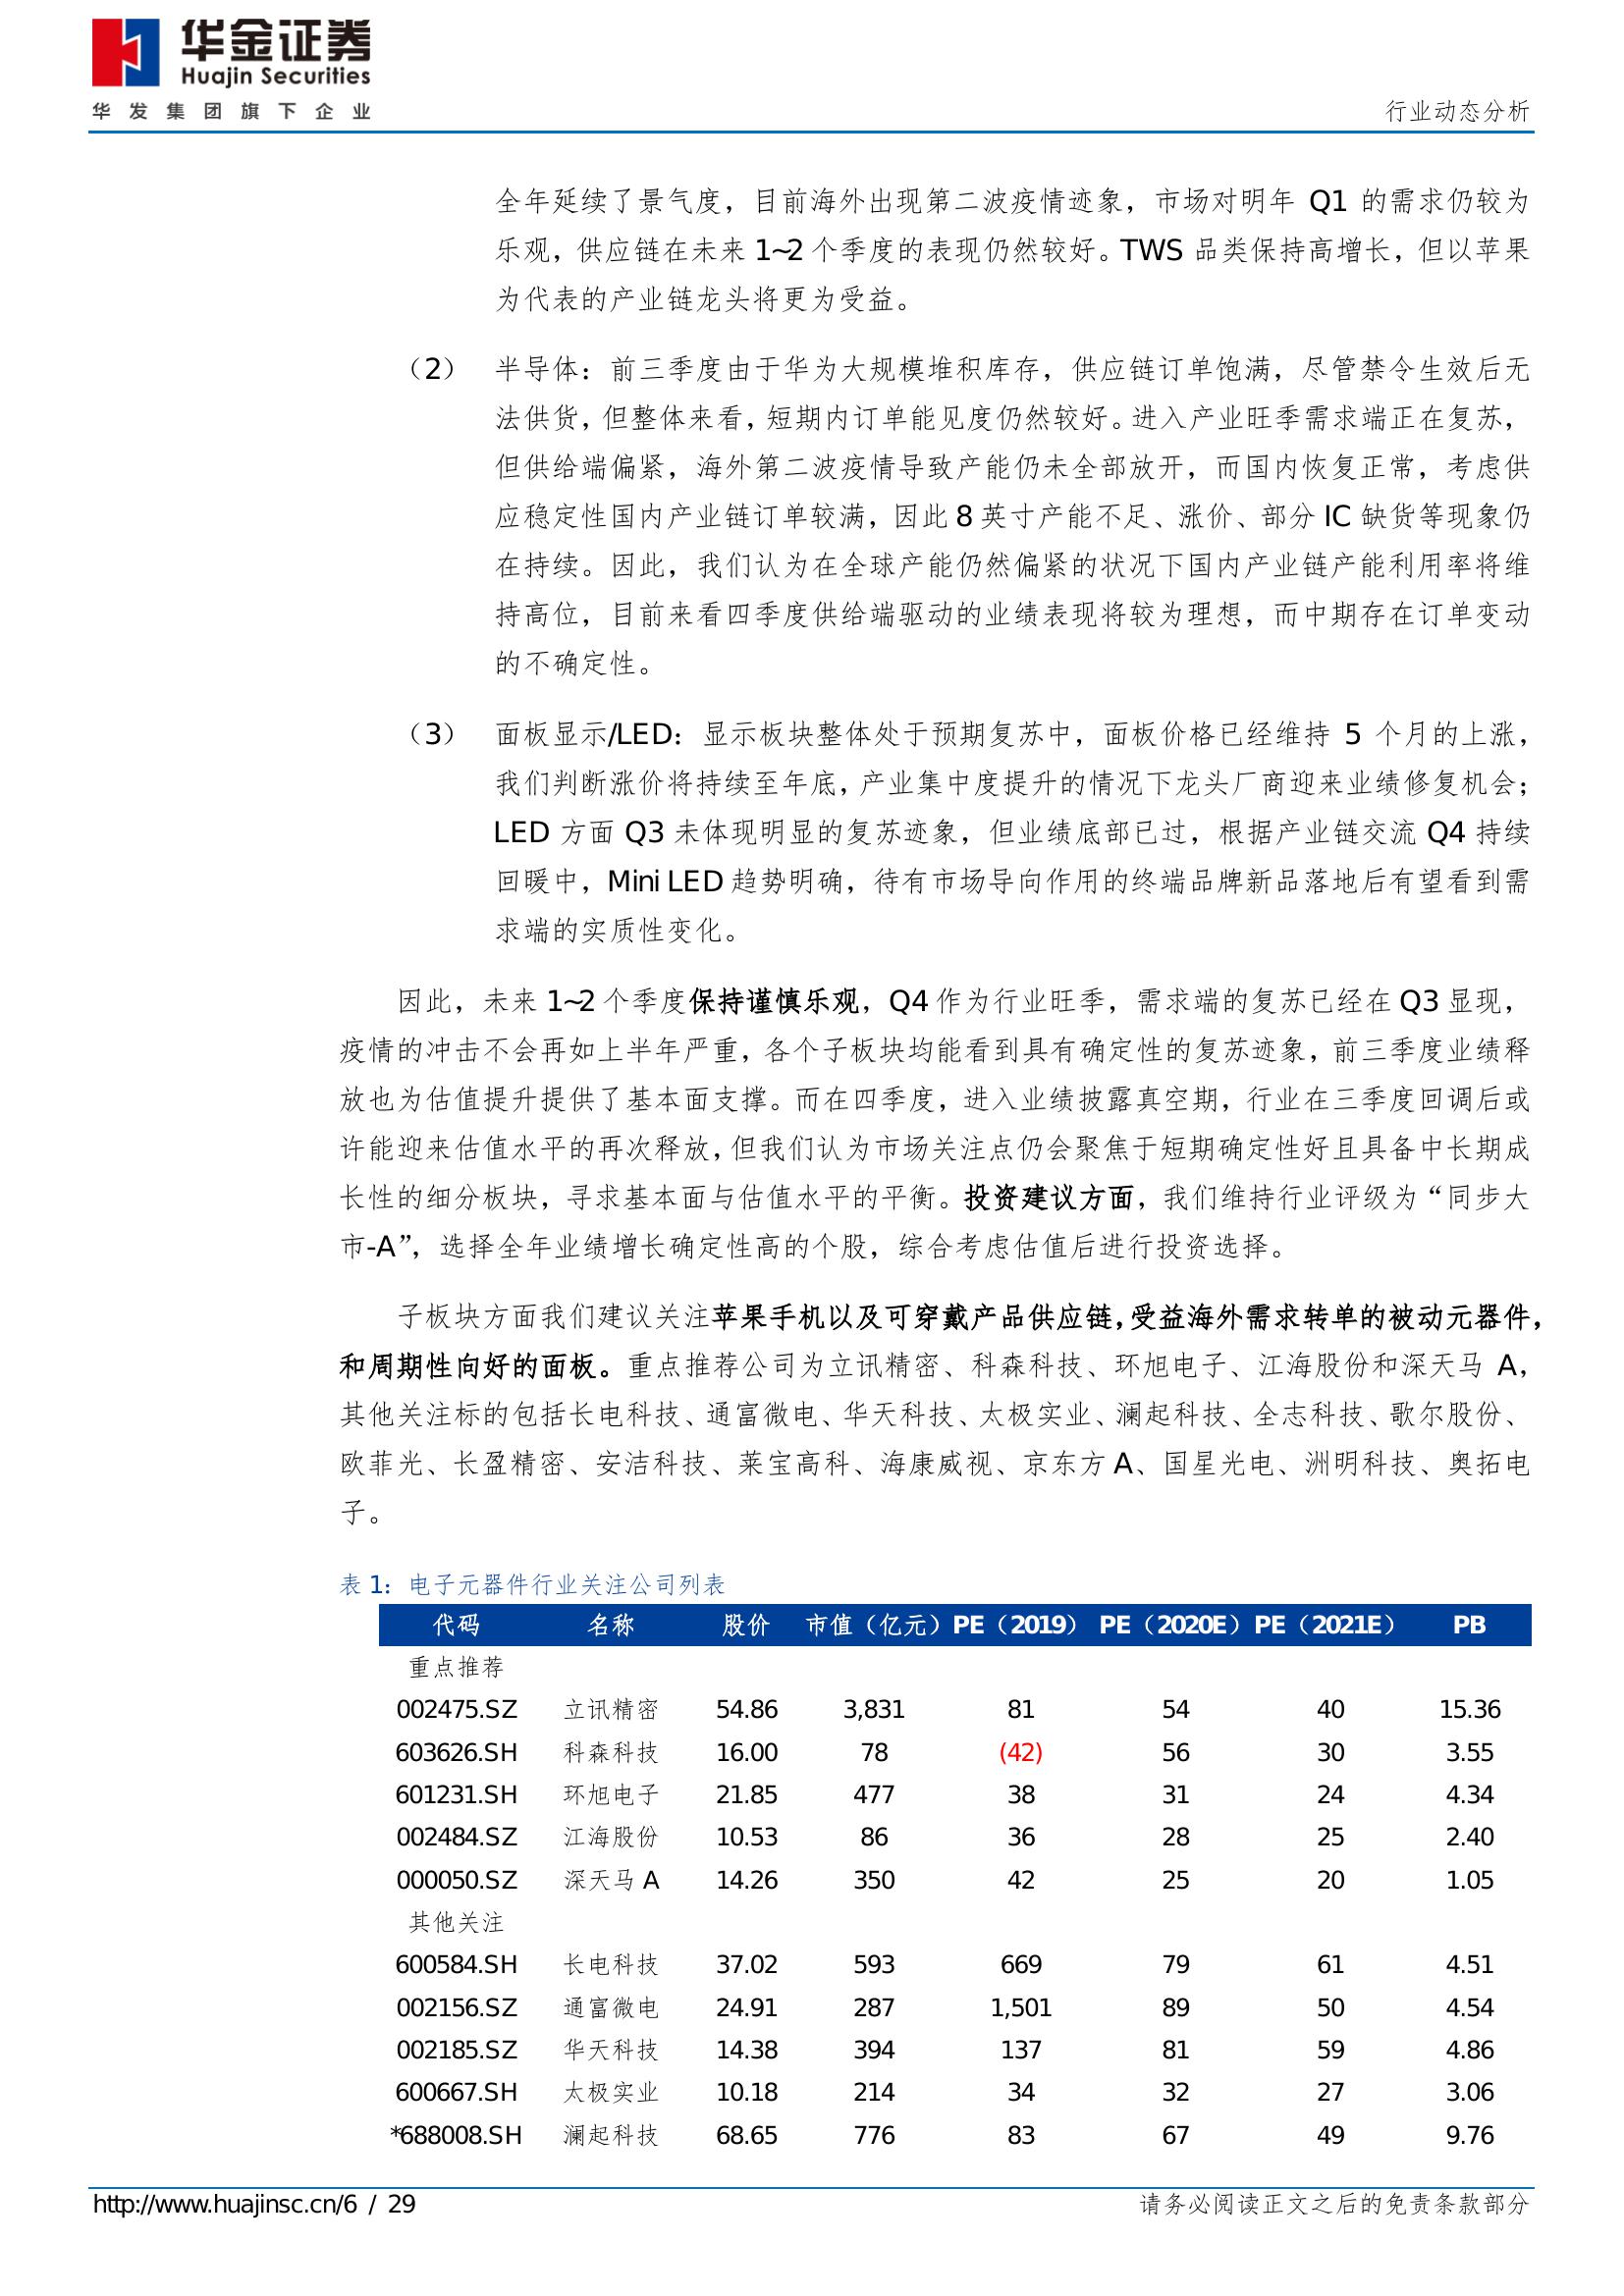 华金证券
Huajin Securities
华发集团旗下企业
行业动态分析
全年延续了景气度，目前海外出现第二波疫情迹象，市场对明年 Q1 的需求仍较为
乐观，供应链在未来 1~2 个季度的表现仍然较好。TWS 品类保持高增长，但以苹果
为代表的产业链龙头将更为受益。
（2） 半导体：前三季度由于华为大规模堆积库存，供应链订单饱满，尽管禁令生效后无
法供货，但整体来看，短期内订单能见度仍然较好。进入产业旺季需求端正在复苏，
但供给端偏紧，海外第二波疫情导致产能仍未全部放开，而国内恢复正常，考虑供
应稳定性国内产业链订单较满，因此 8 英寸产能不足、涨价、部分 IC 缺货等现象仍
在持续。因此，我们认为在全球产能仍然偏紧的状况下国内产业链产能利用率将维
持高位，目前来看四季度供给端驱动的业绩表现将较为理想，而中期存在订单变动
的不确定性。
（3） 面板显示/LED：显示板块整体处于预期复苏中，面板价格已经维持 5 个月的上涨，
我们判断涨价将持续至年底，产业集中度提升的情况下龙头厂商迎来业绩修复机会；
LED 方面 Q3 未体现明显的复苏迹象，但业绩底部已过，根据产业链交流 Q4 持续
回暖中，Mini LED 趋势明确，待有市场导向作用的终端品牌新品落地后有望看到需
求端的实质性变化。
因此，未来 1~2 个季度保持谨慎乐观，Q4 作为行业旺季，需求端的复苏已经在 Q3 显现，
疫情的冲击不会再如上半年严重，各个子板块均能看到具有确定性的复苏迹象，前三季度业绩释
放也为估值提升提供了基本面支撑。而在四季度，进入业绩披露真空期，行业在三季度回调后或
许能迎来估值水平的再次释放，但我们认为市场关注点仍会聚焦于短期确定性好且具备中长期成
长性的细分板块，寻求基本面与估值水平的平衡。投资建议方面，我们维持行业评级为“同步大
市-A”，选择全年业绩增长确定性高的个股，综合考虑估值后进行投资选择。
子板块方面我们建议关注苹果手机以及可穿戴产品供应链，受益海外需求转单的被动元器件，
和周期性向好的面板。重点推荐公司为立讯精密、科森科技、环旭电子、江海股份和深天马 A，
其他关注标的包括长电科技、通富微电、华天科技、太极实业、澜起科技、全志科技、歌尔股份、
欧菲光、长盈精密、安洁科技、莱宝高科、海康威视、京东方 A、国星光电、洲明科技、奥拓电
子。
表 1：电子元器件行业关注公司列表
代码 名称 股价 市值（亿元） PE（2019） PE（2020E） PE（2021E） PB
重点推荐
002475.SZ 立讯精密 54.86 3,831 81 54 40 15.36
603626.SH 科森科技 16.00 78 (42) 56 30 3.55
601231.SH 环旭电子 21.85 477 38 31 24 4.34
002484.SZ 江海股份 10.53 86 36 28 25 2.40
000050.SZ 深天马 A 14.26 350 42 25 20 1.05
其他关注
600584.SH 长电科技 37.02 593 669 79 61 4.51
002156.SZ 通富微电 24.91 287 1,501 89 50 4.54
002185.SZ 华天科技 14.38 394 137 81 59 4.86
600667.SH 太极实业 10.18 214 34 32 27 3.06
*688008.SH 澜起科技 68.65 776 83 67 49 9.76
http://www.huajinsc.cn/6 / 29
请务必阅读正文之后的免责条款部分